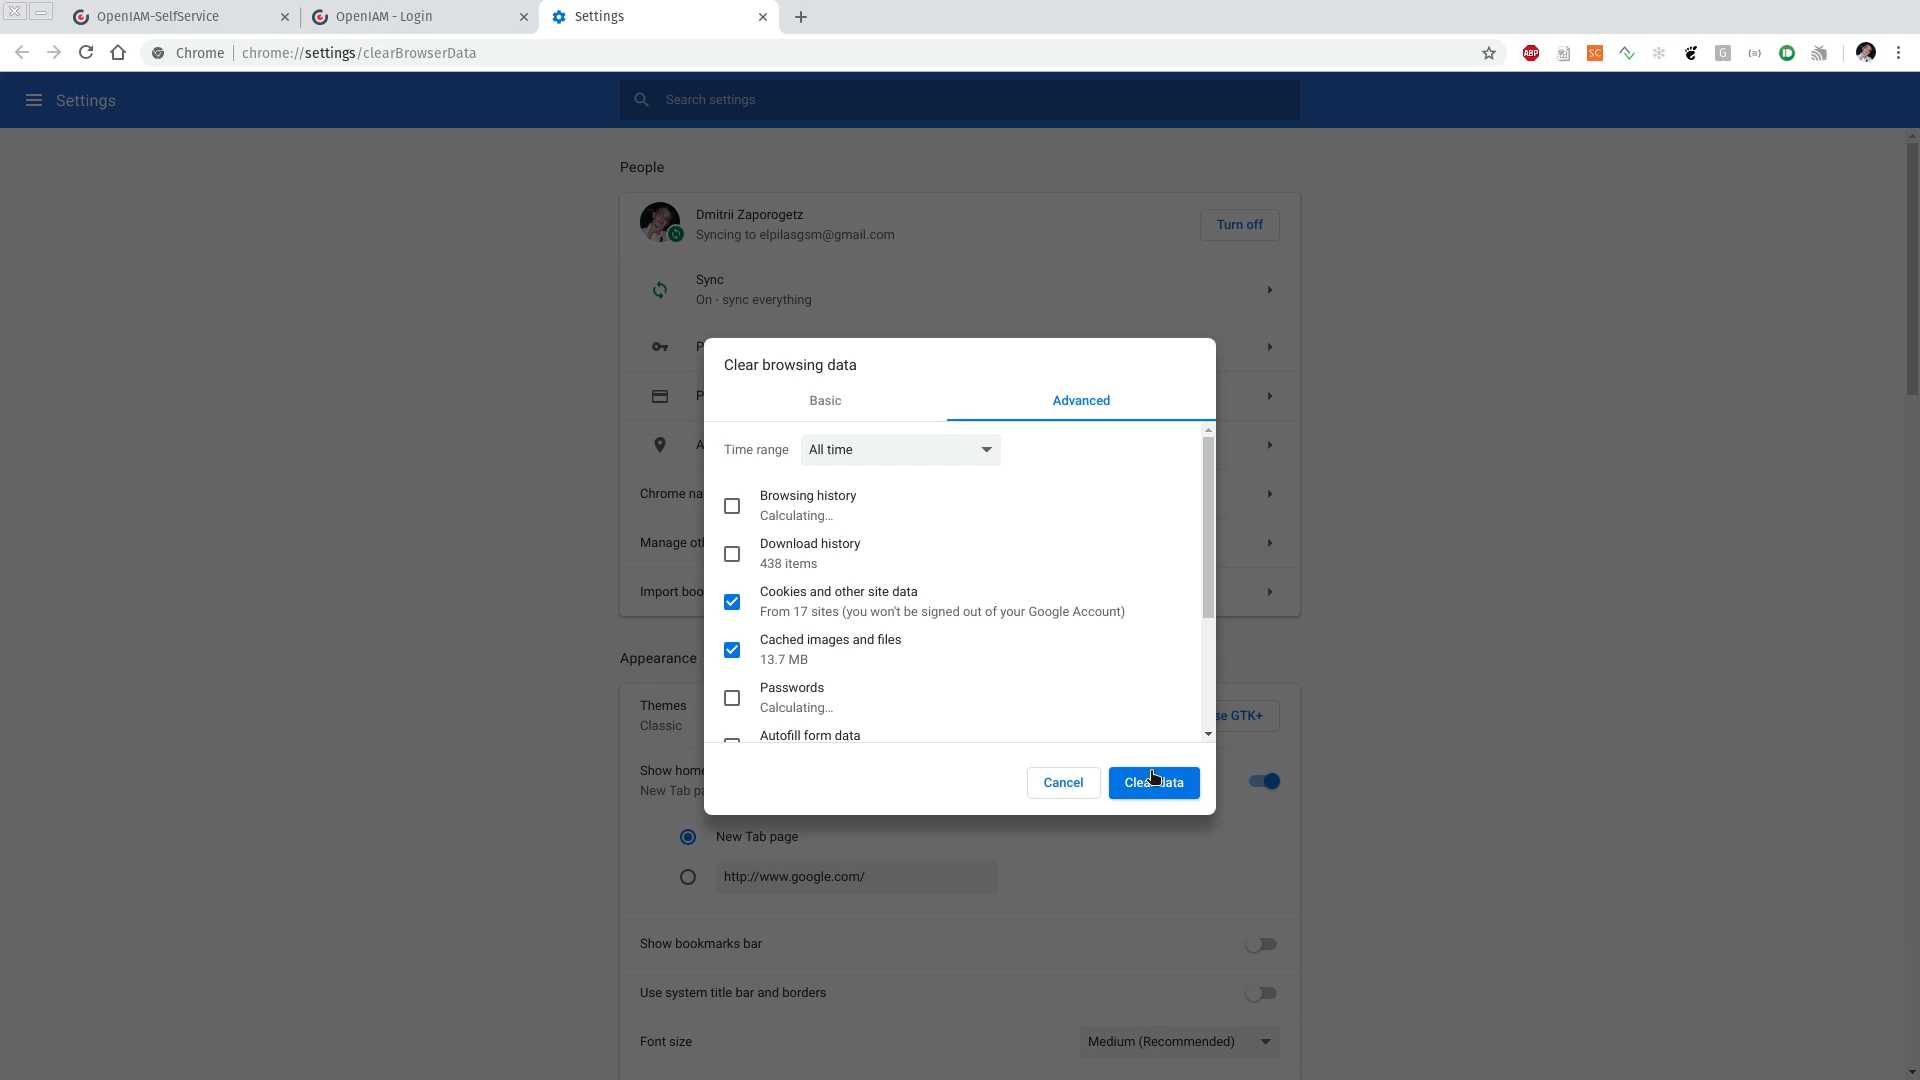 OpenIAM-SelfService
OpenIAM - Login
Settings
Chrome
chrome://settings/clearBrowserData
ABP
SC
G
Settings
Search settings
People
Dmitrii Zaporogetz
Syncing to elpilasgsm@gmail.com
Turn off
Sync
On - sync everything
P
P
A
Chrome na
Manage ot
Import boo
Clear browsing data
Basic
Advanced
Time range
All time
Browsing history
Calculating...
Download history
438 items
Cookies and other site data
From 17 sites (you won't be signed out of your Google Account)
Cached images and files
13.7 MB
Passwords
Calculating...
Autofill form data
Cancel
Clear data
Appearance
Themes
Classic
se GTK+
Show home
New Tab pa
New Tab page
http://www.google.com/
Show bookmarks bar
Use system title bar and borders
Font size
Medium (Recommended)